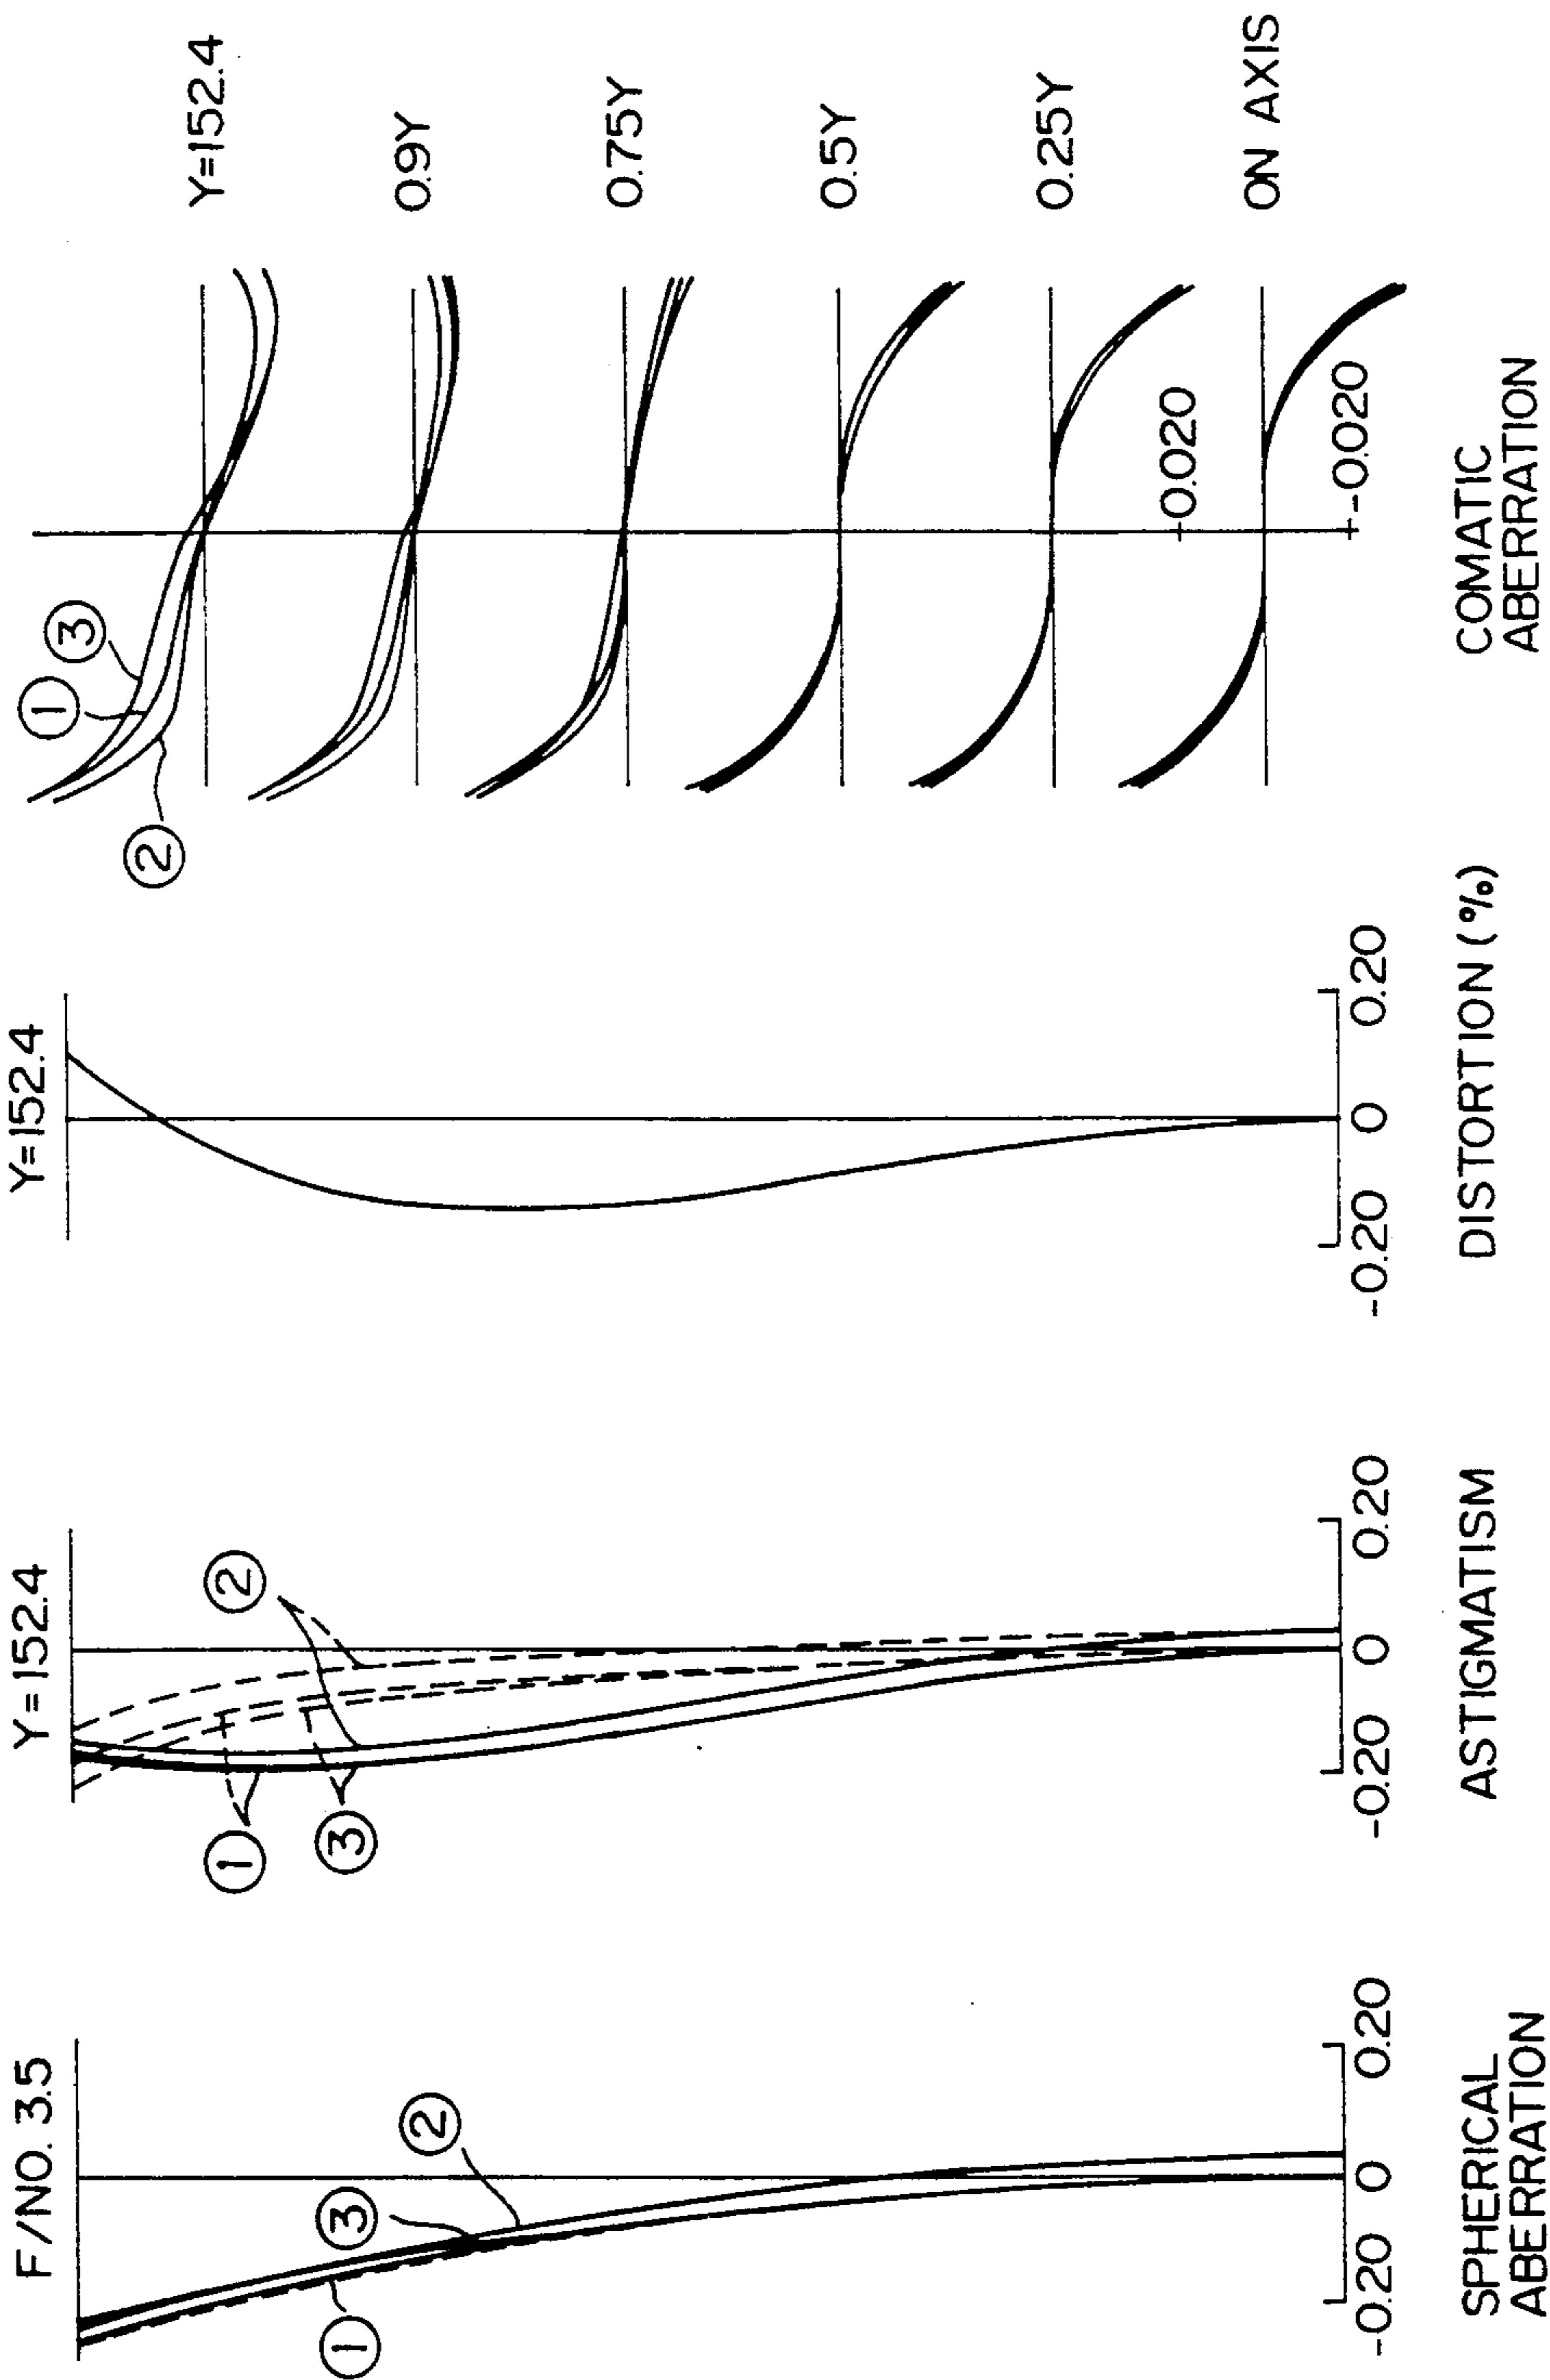 F/NO. 3.5
①
③
②
-0.20 0 0.20
SPHERICAL
ABERRATION
Y=152.4
①
③
②
-0.20 0 0.20
ASTIGMATISM
Y=152.4
-0.20 0 0.20
DISTORTION (%)
①
③
②
Y=152.4
0.9Y
0.75Y
0.5Y
0.25Y
0.020
ON AXIS
-0.020
COMATIC
ABERRATION